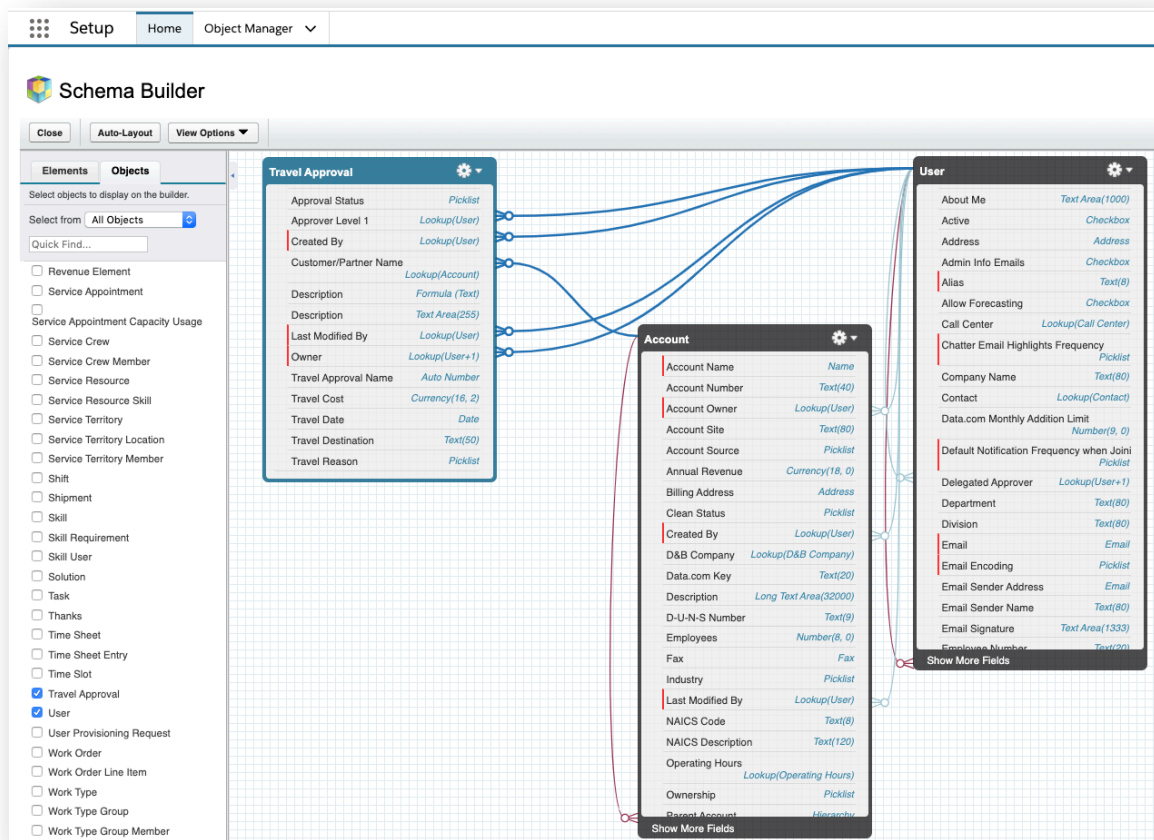 Setup
Home
Object Manager
Schema Builder
Close
Auto-Layout
View Options
Elements
Objects
Select objects to display on the builder.
Select from All Objects
Quick Find...
Revenue Element
Service Appointment
Service Appointment Capacity Usage
Service Crew
Service Crew Member
Service Resource
Service Resource Skill
Service Territory
Service Territory Location
Service Territory Member
Shift
Shipment
Skill
Skill Requirement
Skill User
Solution
Task
Thanks
Time Sheet
Time Sheet Entry
Time Slot
Travel Approval
User
User Provisioning Request
Work Order
Work Order Line Item
Work Type
Work Type Group
Work Type Group Member
Travel Approval
Approval Status Picklist
Approver Level 1 Lookup(User)
Created By Lookup(User)
Customer/Partner Name
Lookup(Account)
Description Formula (Text)
Description Text Area(255)
Last Modified By Lookup(User)
Owner Lookup(User+1)
Travel Approval Name Auto Number
Travel Cost Currency(16, 2)
Travel Date Date
Travel Destination Text(50)
Travel Reason Picklist
Account
Account Name Name
Account Number Text(40)
Account Owner Lookup(User)
Account Site Text(80)
Account Source Picklist
Annual Revenue Currency(18, 0)
Billing Address Address
Clean Status Picklist
Created By Lookup(User)
D&B Company Lookup(D&B Company)
Data.com Key Text(20)
Description Long Text Area(32000)
D-U-N-S Number Text(9)
Employees Number(8, 0)
Fax Fax
Industry Picklist
Last Modified By Lookup(User)
NAICS Code Text(8)
NAICS Description Text(120)
Operating Hours
Lookup(Operating Hours)
Ownership Picklist
Parent Account Hierarchy
Show More Fields
User
About Me Text Area(1000)
Active Checkbox
Address Address
Admin Info Emails Checkbox
Alias Text(8)
Allow Forecasting Checkbox
Call Center Lookup(Call Center)
Chatter Email Highlights Frequency
Picklist
Company Name Text(80)
Contact Lookup(Contact)
Data.com Monthly Addition Limit
Number(9, 0)
Default Notification Frequency when Joini
Picklist
Delegated Approver Lookup(User+1)
Department Text(80)
Division Text(80)
Email Email
Email Encoding Picklist
Email Sender Address Email
Email Sender Name Text(80)
Email Signature Text Area(1333)
Employee Number Text(20)
Show More Fields